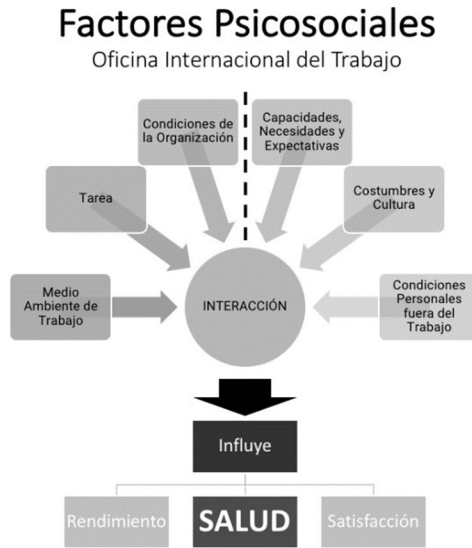 Factores Psicosociales
Oficina Internacional del Trabajo
Condiciones de
la Organización
Capacidades,
Necesidades y
Expectativas
Tarea
Costumbres y
Cultura
Medio
Ambiente de
Trabajo
INTERACCIÓN
Condiciones
Personales
fuera del
Trabajo
Influye
Rendimiento
SALUD
Satisfacción